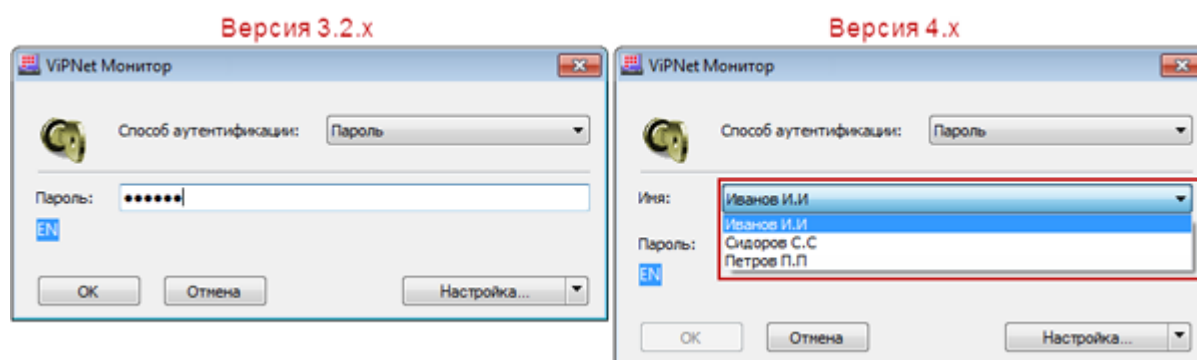 Версия 3.2.x
ViPNet Монитор
Способ аутентификации: Пароль
Пароль: ●●●●●●
EN
OK Отмена Настройка...
Версия 4.x
ViPNet Монитор
Способ аутентификации: Пароль
Имя: Иванов И.И
Иванов И.И
Пароль: Сидоров С.С
Петров П.П
EN
OK Отмена Настройка...